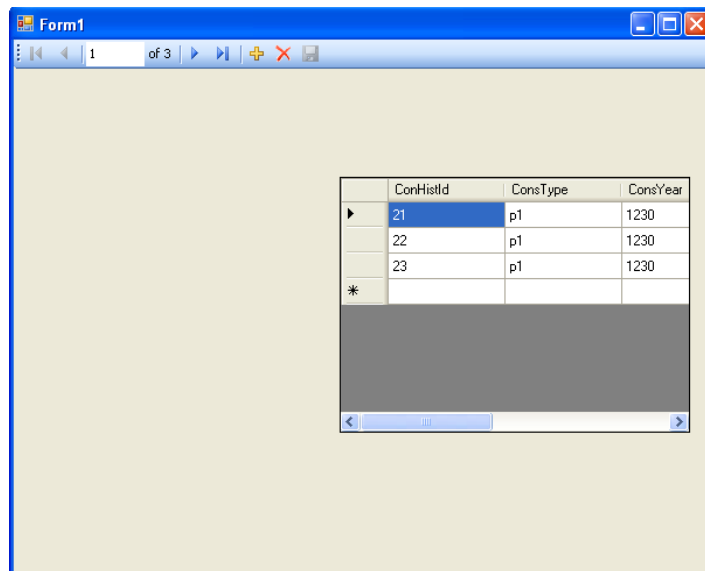 Form1
1 of 3
ConHistId ConsType ConsYear
21 p1 1230
22 p1 1230
23 p1 1230